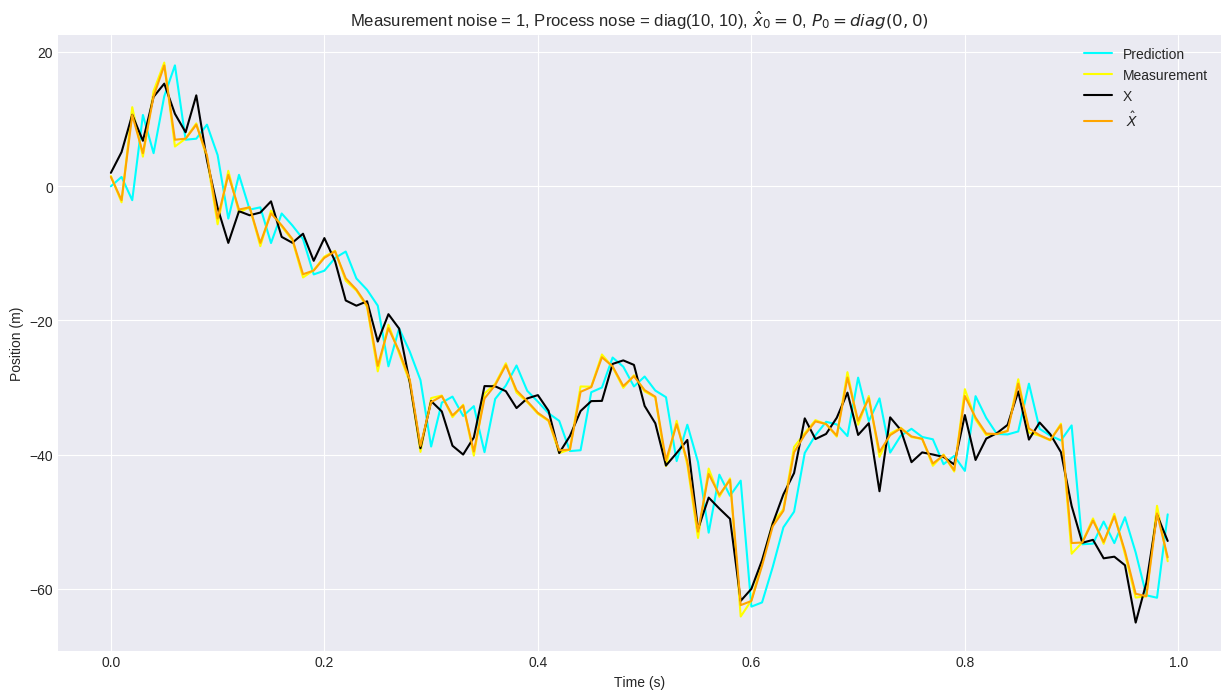 Measurement noise = 1, Process nose = diag(10, 10), x̂₀ = 0, P₀ = diag(0, 0)
20
0
−20
−40
−60
Position (m)
Prediction
Measurement
X
X̂
0.0
0.2
0.4
0.6
0.8
1.0
Time (s)